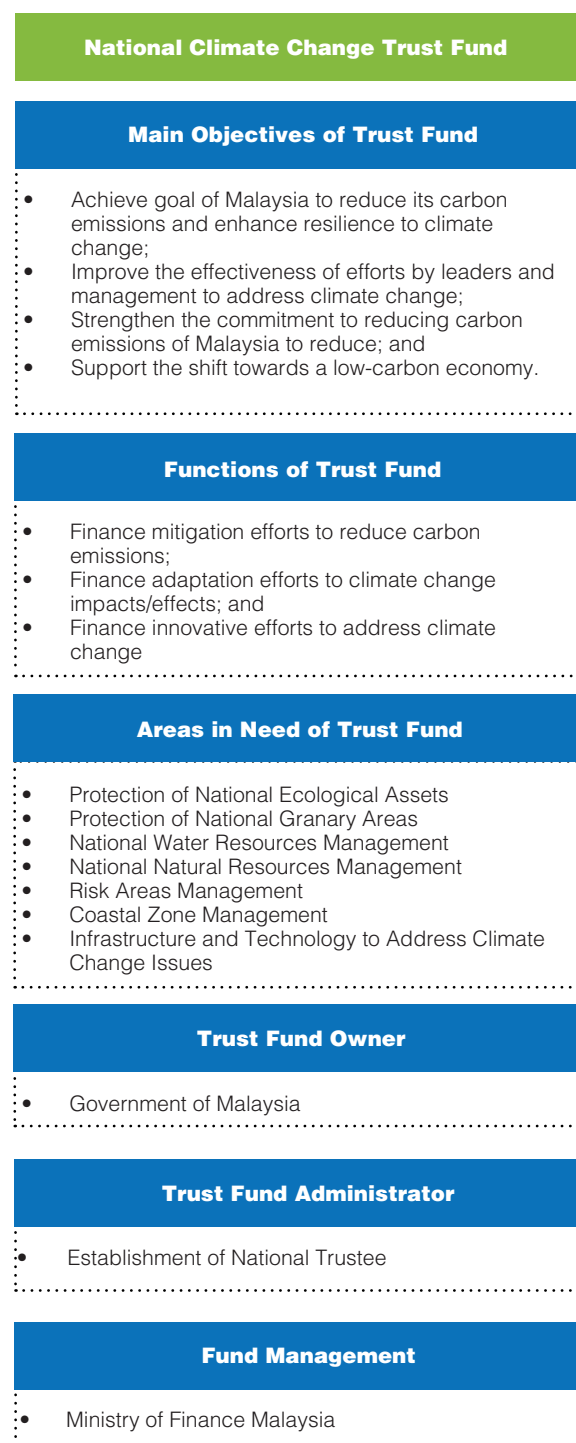 National Climate Change Trust Fund
Main Objectives of Trust Fund
• Achieve goal of Malaysia to reduce its carbon
emissions and enhance resilience to climate
change;
• Improve the effectiveness of efforts by leaders and
management to address climate change;
• Strengthen the commitment to reducing carbon
emissions of Malaysia to reduce; and
• Support the shift towards a low-carbon economy.
Functions of Trust Fund
• Finance mitigation efforts to reduce carbon
emissions;
• Finance adaptation efforts to climate change
impacts/effects; and
• Finance innovative efforts to address climate
change
Areas in Need of Trust Fund
• Protection of National Ecological Assets
• Protection of National Granary Areas
• National Water Resources Management
• National Natural Resources Management
• Risk Areas Management
• Coastal Zone Management
• Infrastructure and Technology to Address Climate
Change Issues
Trust Fund Owner
• Government of Malaysia
Trust Fund Administrator
• Establishment of National Trustee
Fund Management
• Ministry of Finance Malaysia